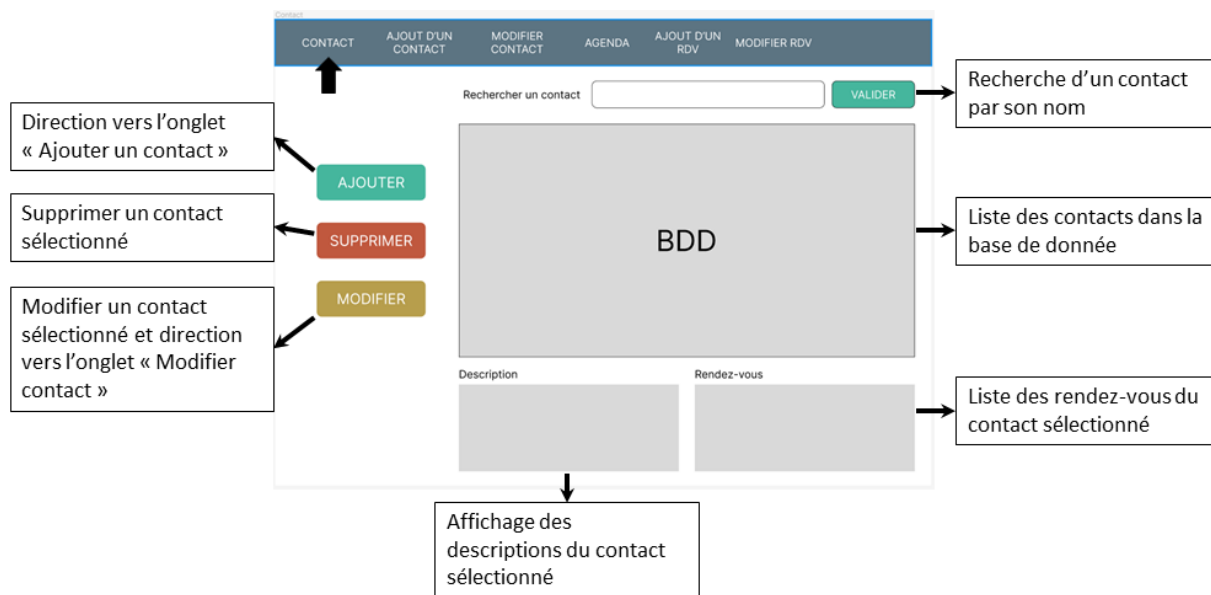 Contact
CONTACT
AJOUT D'UN
CONTACT
MODIFIER
CONTACT
AGENDA
AJOUT D'UN
RDV
MODIFIER RDV
Rechercher un contact
VALIDER
Recherche d'un contact
par son nom
Direction vers l'onglet
« Ajouter un contact »
AJOUTER
Supprimer un contact
sélectionné
SUPPRIMER
BDD
Liste des contacts dans la
base de donnée
MODIFIER
Modifier un contact
sélectionné et direction
vers l'onglet « Modifier
contact »
Description
Rendez-vous
Liste des rendez-vous du
contact sélectionné
Affichage des
descriptions du contact
sélectionné